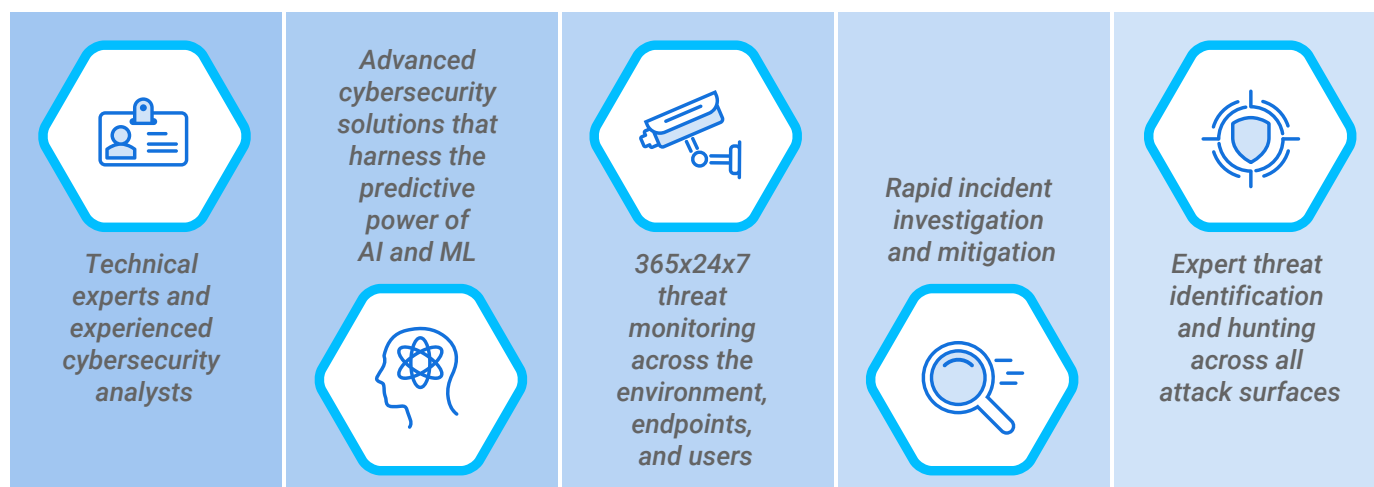 Technical
experts and
experienced
cybersecurity
analysts
Advanced
cybersecurity
solutions that
harness the
predictive
power of
AI and ML
365x24x7
threat
monitoring
across the
environment,
endpoints,
and users
Rapid incident
investigation
and mitigation
Expert threat
identification
and hunting
across all
attack surfaces